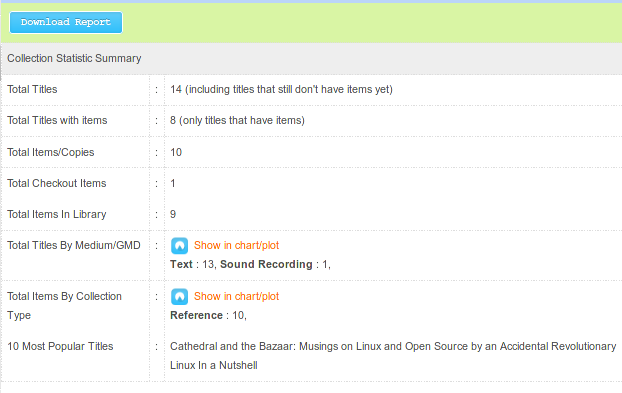 Download Report
Collection Statistic Summary
Total Titles : 14 (including titles that still don't have items yet)
Total Titles with items : 8 (only titles that have items)
Total Items/Copies : 10
Total Checkout Items : 1
Total Items In Library : 9
Total Titles By Medium/GMD : Show in chart/plot
Text : 13, Sound Recording : 1,
Total Items By Collection Type : Show in chart/plot
Reference : 10,
10 Most Popular Titles : Cathedral and the Bazaar: Musings on Linux and Open Source by an Accidental Revolutionary
Linux In a Nutshell